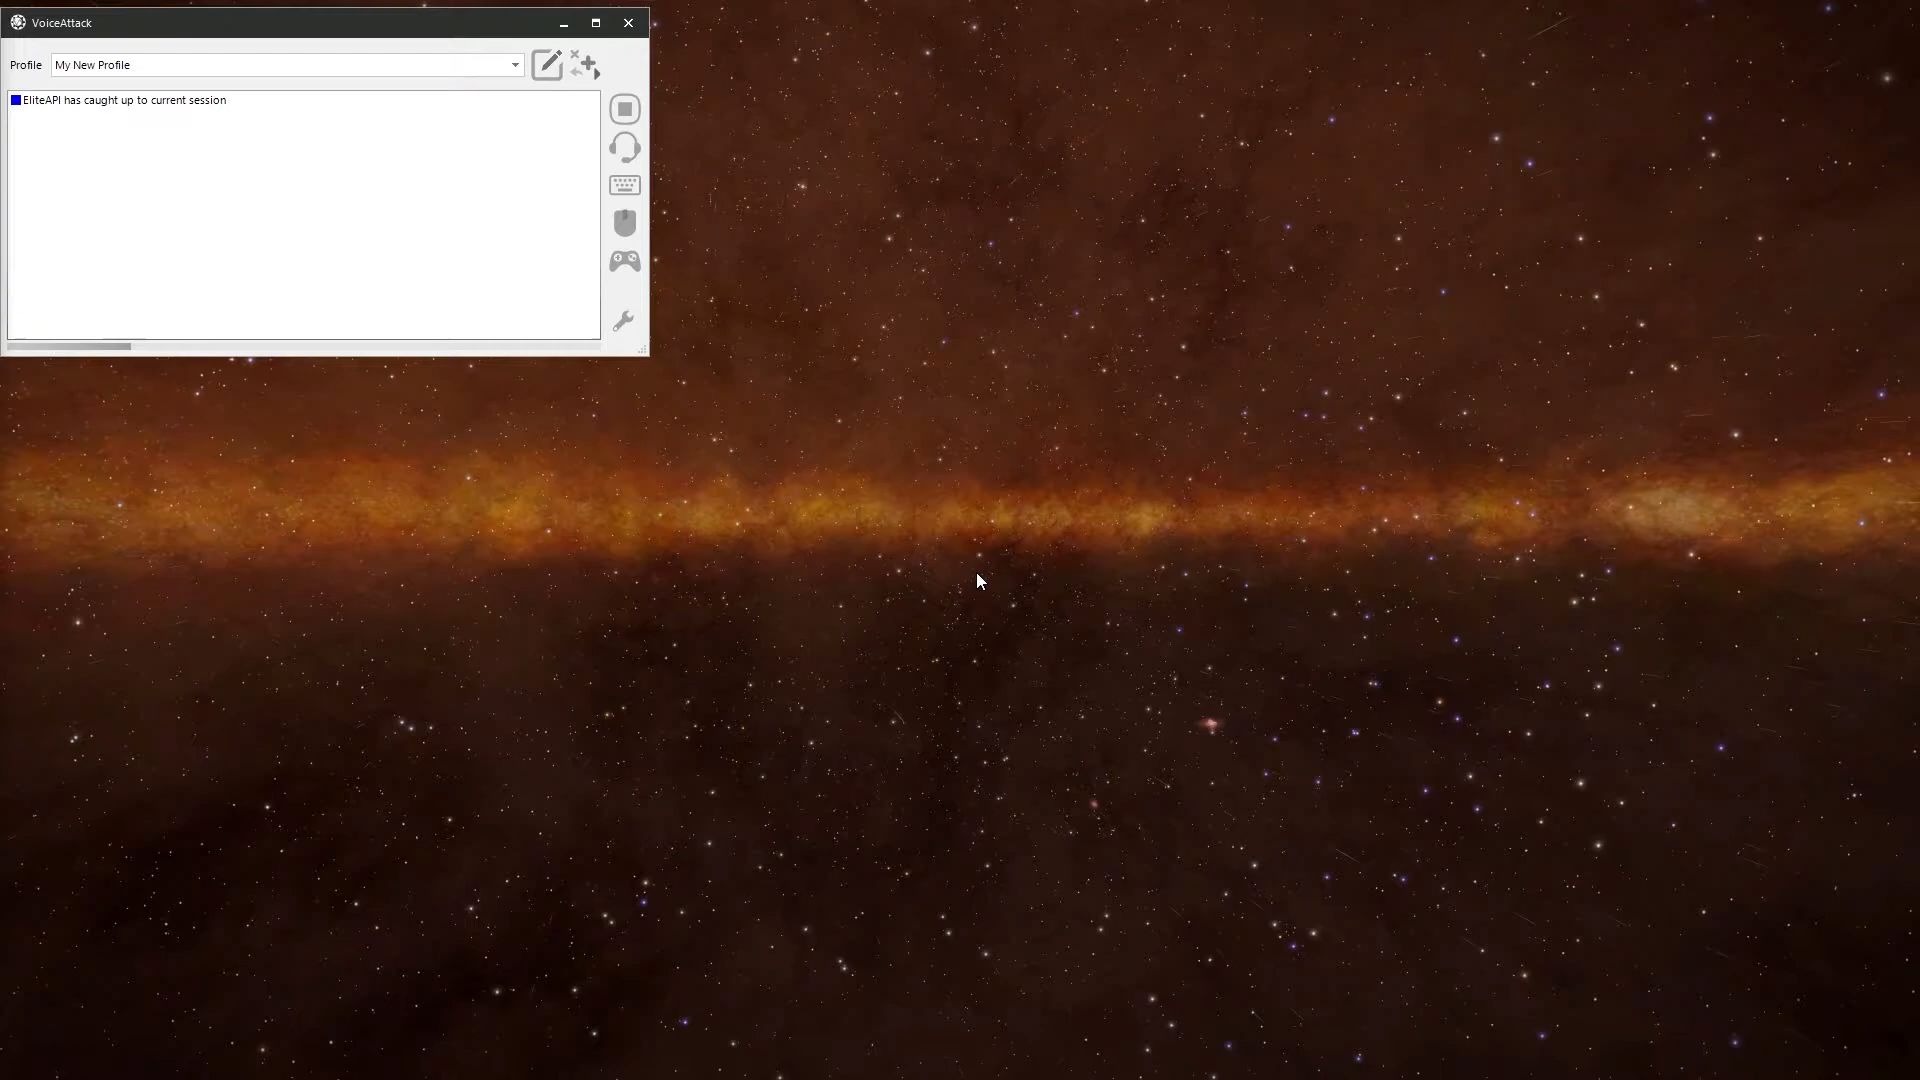 VoiceAttack
Profile My New Profile
EliteAPI has caught up to current session